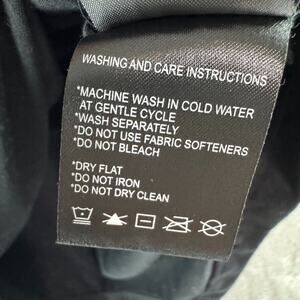 WASHING AND CARE INSTRUCTIONS
*MACHINE WASH IN COLD WATER
AT GENTLE CYCLE
*WASH SEPARATELY
*DO NOT USE FABRIC SOFTENERS
*DO NOT BLEACH
*DRY FLAT
*DO NOT IRON
*DO NOT DRY CLEAN